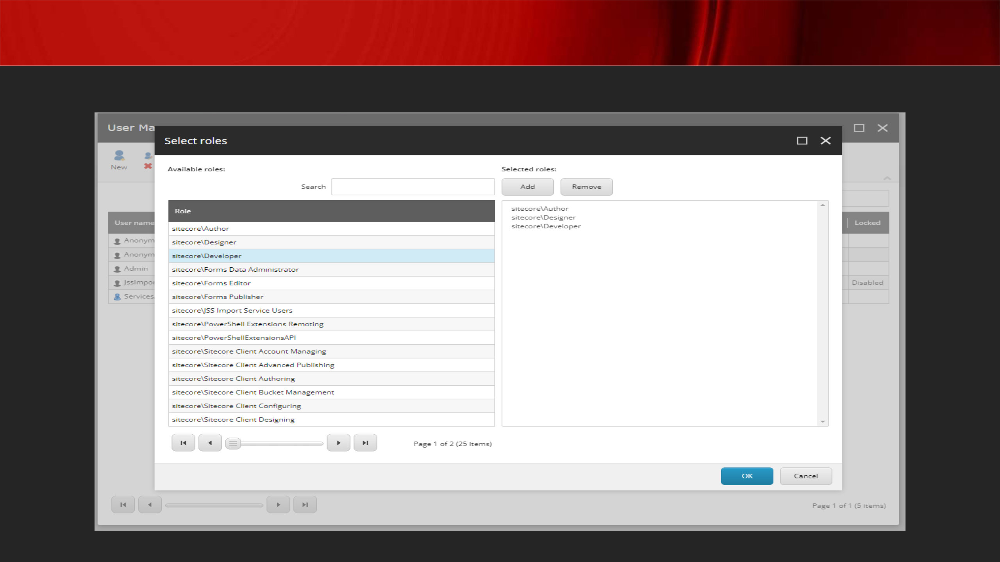 User Ma
Select roles
New
Available roles:
Selected roles:
Search
Add
Remove
Role
sitecore\Author
sitecore\Designer
sitecore\Developer
sitecore\Forms Data Administrator
sitecore\Forms Editor
sitecore\Forms Publisher
sitecore\JSS Import Service Users
sitecore\PowerShell Extensions Remoting
sitecore\PowerShellExtensionsAPI
sitecore\Sitecore Client Account Managing
sitecore\Sitecore Client Advanced Publishing
sitecore\Sitecore Client Authoring
sitecore\Sitecore Client Bucket Management
sitecore\Sitecore Client Configuring
sitecore\Sitecore Client Designing
sitecore\Author
sitecore\Designer
sitecore\Developer
User name
Locked
Anonym
Anonym
Admin
JssImpor
Disabled
Services
Page 1 of 2 (25 items)
OK
Cancel
Page 1 of 1 (5 items)